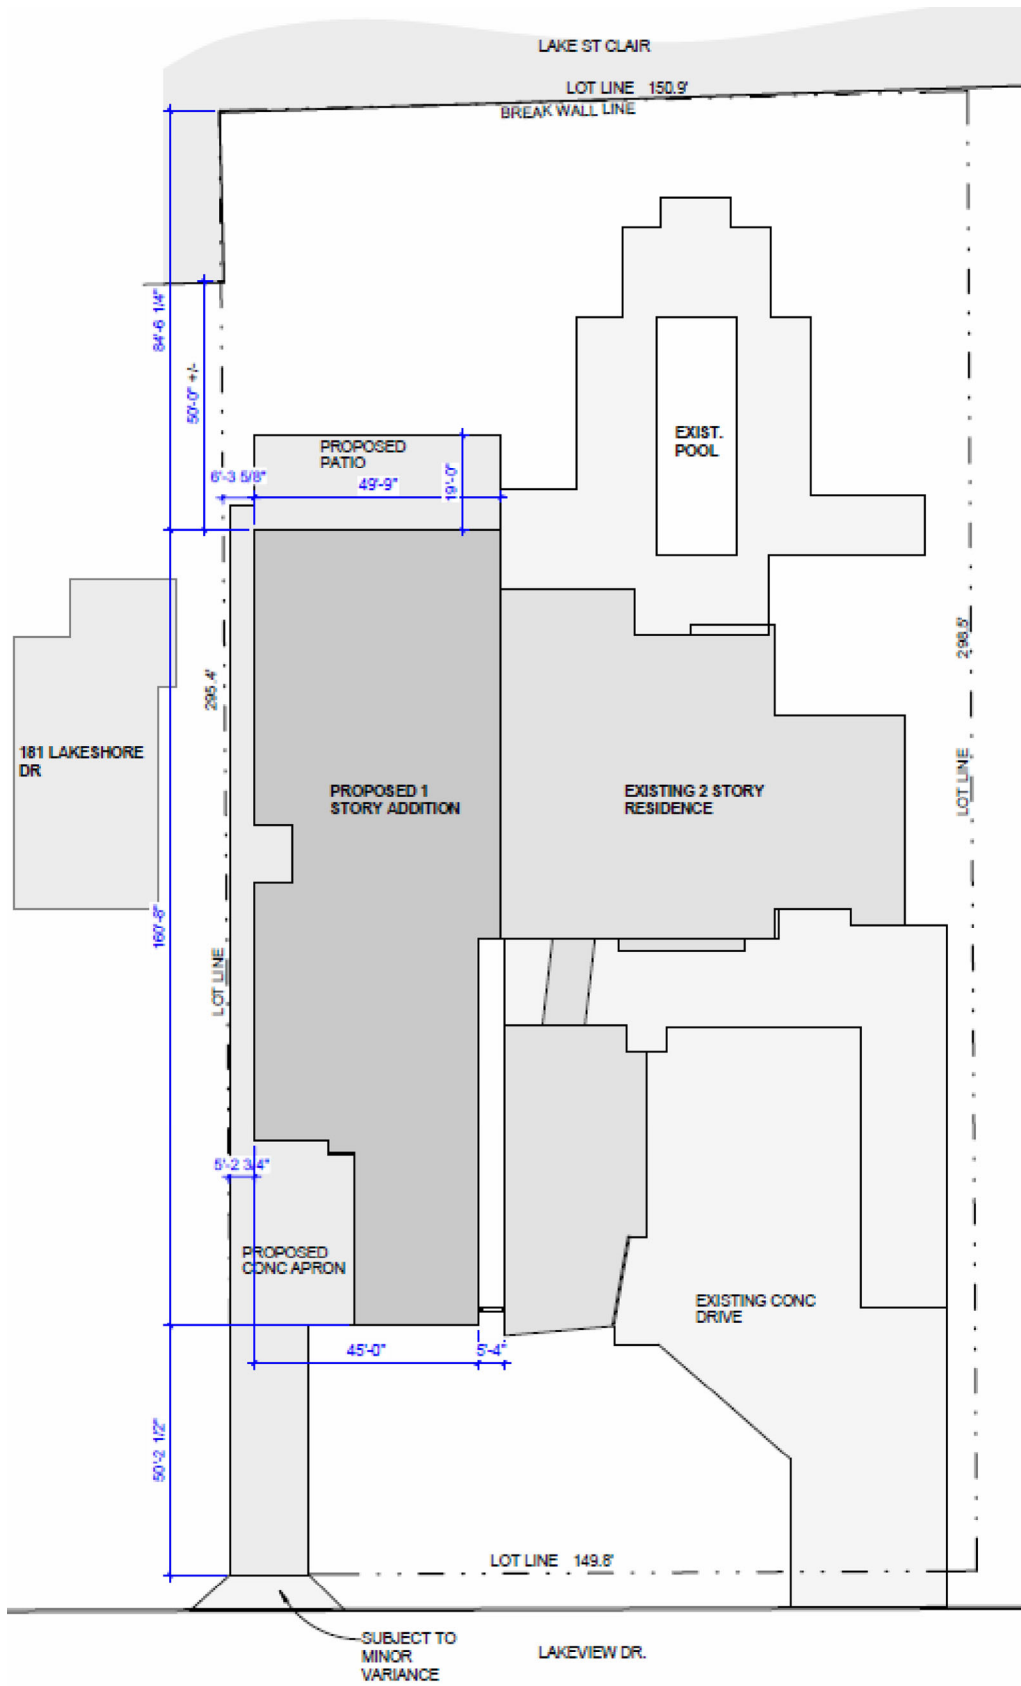 LAKE ST CLAIR
LOT LINE 150.9'
BREAK WALL LINE
84'-6 1/4"
50'-0" +/-
PROPOSED
PATIO
6'-3 5/8"
49'-9"
19'-0"
EXIST.
POOL
295.4'
298.5'
181 LAKESHORE
DR
PROPOSED 1
STORY ADDITION
EXISTING 2 STORY
RESIDENCE
LOT LINE
160'-8"
LOT LINE
5'-2 3/4"
PROPOSED
CONC APRON
EXISTING CONC
DRIVE
45'-0"
5'-4"
50'-2 1/2"
LOT LINE 149.8'
SUBJECT TO
MINOR
VARIANCE
LAKEVIEW DR.